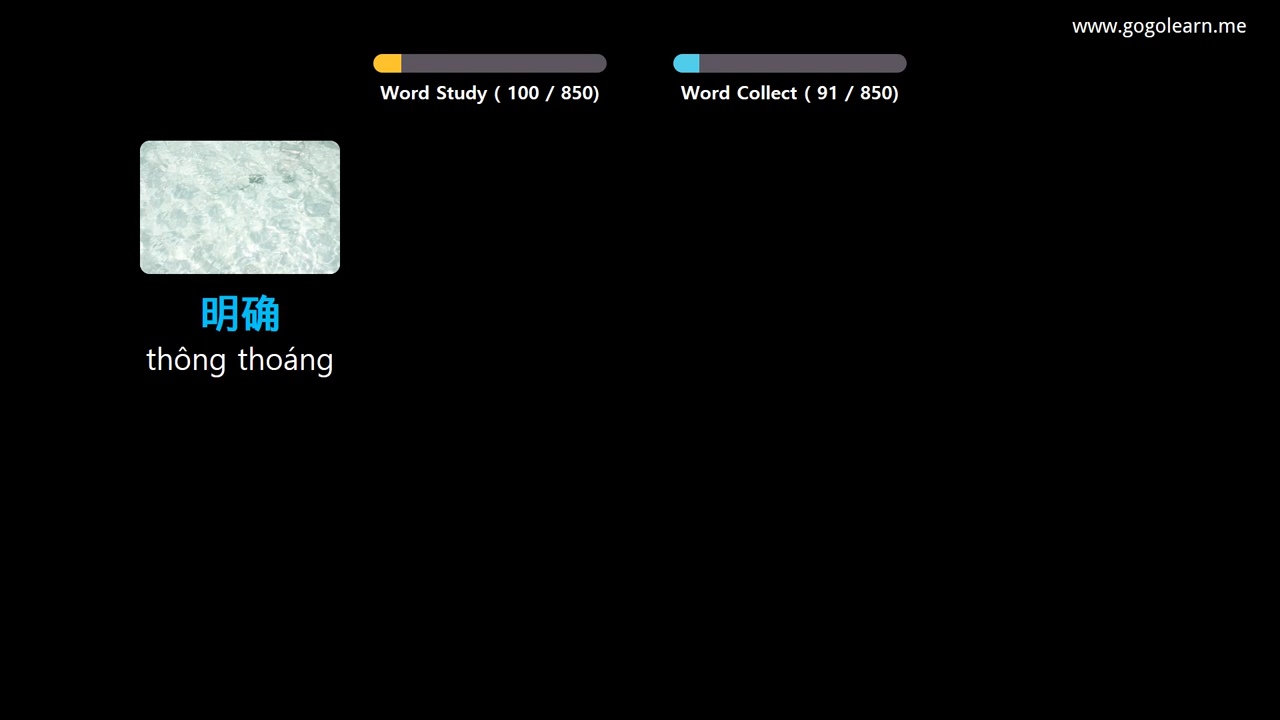 www.gogolearn.me
Word Study ( 100 / 850)
Word Collect ( 91 / 850)
明确
thông thoáng